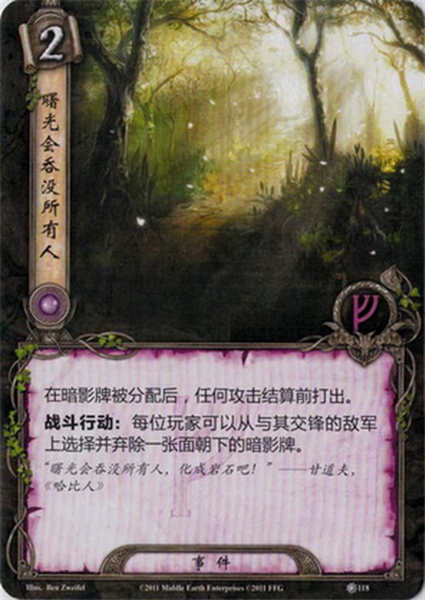 2
曙光会吞没所有人
在暗影牌被分配后，任何攻击结算前打出。
战斗行动：每位玩家可以从与其交锋的敌军
上选择并弃除一张面朝下的暗影牌。
“曙光会吞没所有人，化成岩石吧！”——甘道夫，
《哈比人》
事件
Illus. Ben Zweifel
©2011 Middle Earth Enterprises ©2011 FFG
118